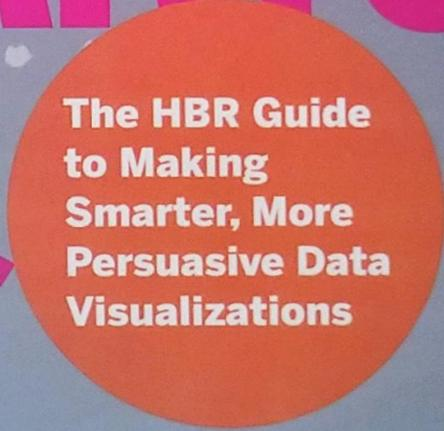 The HBR Guide
to Making
Smarter, More
Persuasive Data
Visualizations